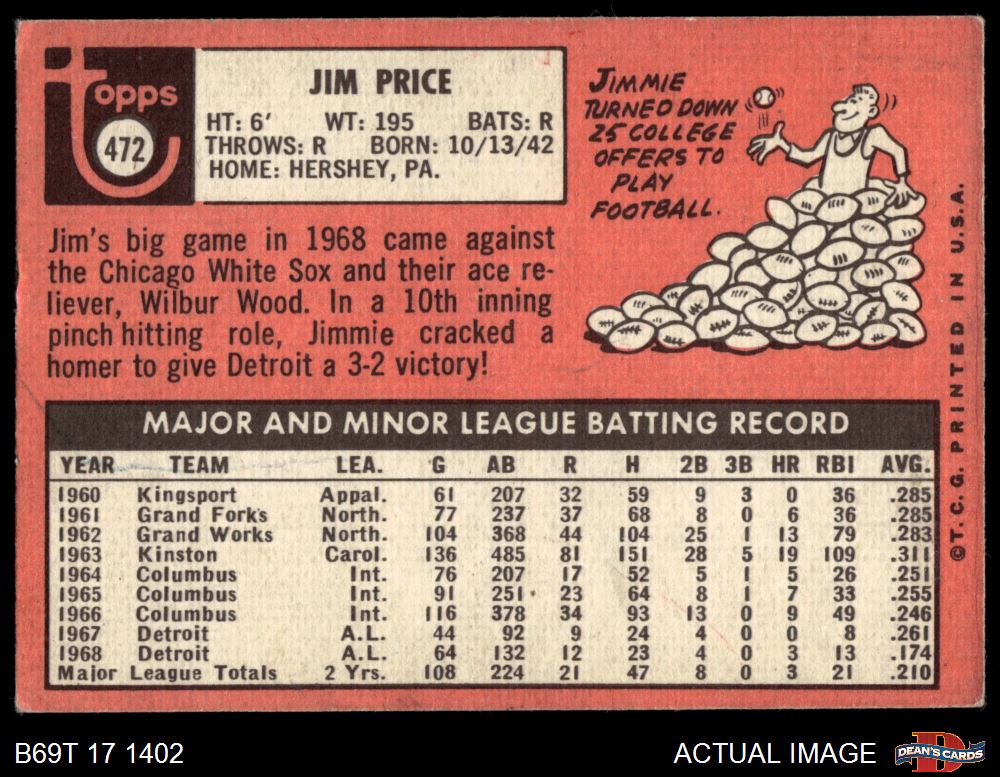 topps
472
JIM PRICE
HT: 6' WT: 195 BATS: R
THROWS: R BORN: 10/13/42
HOME: HERSHEY, PA.
JIMMIE
TURNED DOWN
25 COLLEGE
OFFERS TO
PLAY
FOOTBALL.
Jim's big game in 1968 came against
the Chicago White Sox and their ace re-
liever, Wilbur Wood. In a 10th inning
pinch hitting role, Jimmie cracked a
homer to give Detroit a 3-2 victory!
MAJOR AND MINOR LEAGUE BATTING RECORD
YEAR TEAM LEA. G AB R H 2B 3B HR RBI AVG.
1960 Kingsport Appal. 61 207 32 59 9 3 0 36 .285
1961 Grand Forks North. 77 237 37 68 8 0 6 36 .285
1962 Grand Works North. 104 368 44 104 25 1 13 79 .283
1963 Kinston Carol. 136 485 81 151 28 5 19 109 .311
1964 Columbus Int. 76 207 17 52 5 1 5 26 .251
1965 Columbus Int. 91 251 23 64 8 1 7 33 .255
1966 Columbus Int. 116 378 34 93 13 0 9 49 .246
1967 Detroit A.L. 44 92 9 24 4 0 0 8 .261
1968 Detroit A.L. 64 132 12 23 4 0 3 13 .174
Major League Totals 2 Yrs. 108 224 21 47 8 0 3 21 .210
©T.C.G. PRINTED IN U.S.A.
B69T 17 1402
ACTUAL IMAGE
D
DEAN'S CARDS